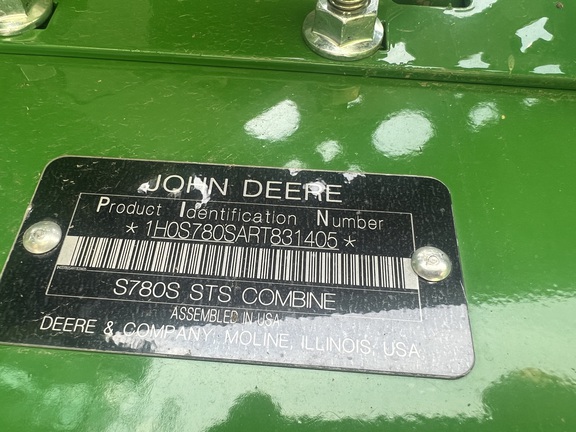 JOHN DEERE
Product Identification Number
* 1H0S780SART831405 *
S780S STS COMBINE
ASSEMBLED IN USA
DEERE & COMPANY, MOLINE, ILLINOIS, USA